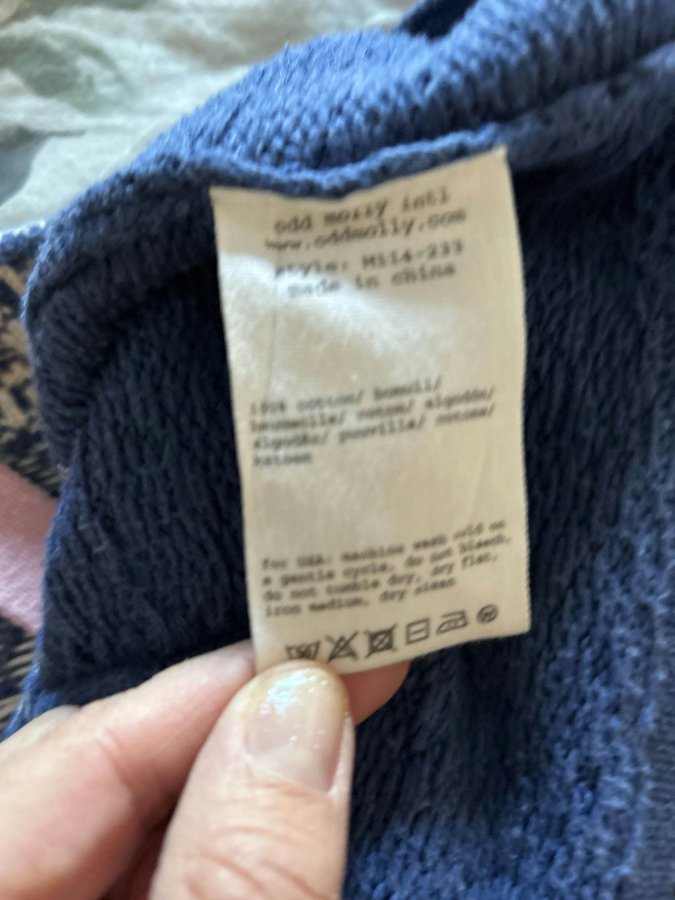 odd molly intl
www.oddmolly.com
style: M114-233
made in china
100% cotton/ bomull/
baumwolle/ coton/ algodón/
algodão/ puuvilla/ cotone/
katoen
for USA: machine wash cold on
a gentle cycle, do not bleach,
do not tumble dry, dry flat,
iron medium, dry clean